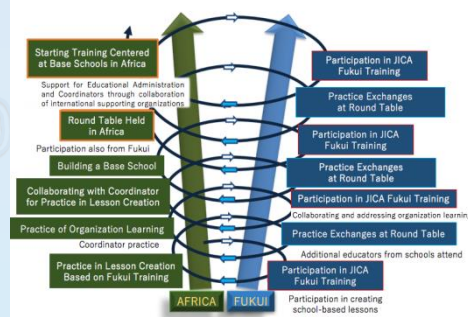 Starting Training Centered
at Base Schools in Africa
Support for Educational Administration
and Coordinators through collaboration
of international supporting organizations
Round Table Held
in Africa
Participation also from Fukui
Building a Base School
Collaborating with Coordinator
for Practice in Lesson Creation
Practice of Organization Learning
Coordinator practice
Practice in Lesson Creation
Based on Fukui Training
AFRICA
FUKUI
Participation in JICA
Fukui Training
Practice Exchanges
at Round Table
Participation in JICA
Fukui Training
Practice Exchanges
at Round Table
Participation in JICA Fukui Training
Collaborating and addressing organization learning
Practice Exchanges at Round Table
Additional educators from schools attend
Participation in JICA
Fukui Training
Participation in creating
school-based lessons